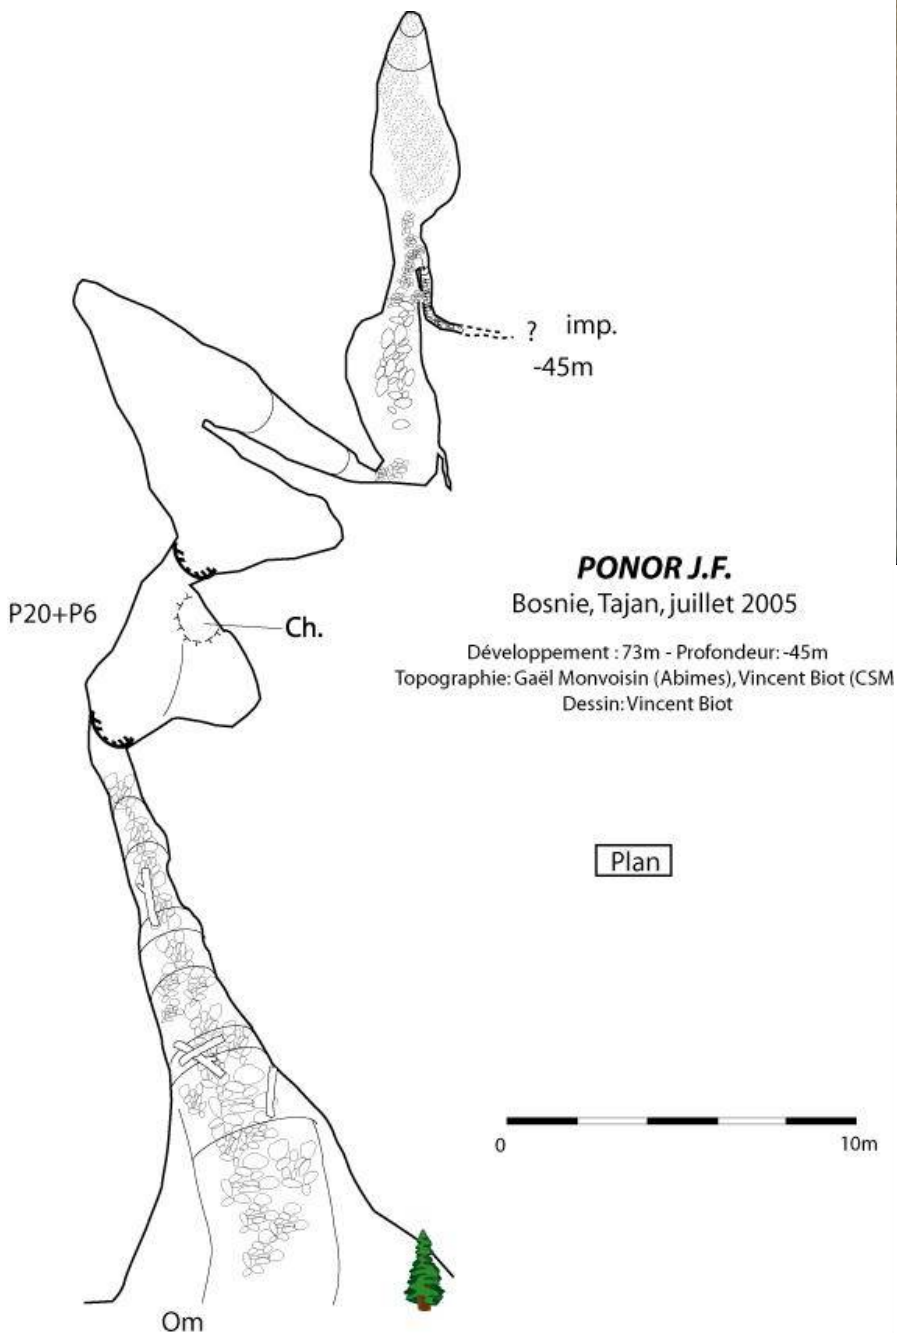 ? imp.
-45m
PONOR J.F.
Bosnie, Tajan, juillet 2005
Développement : 73m - Profondeur: -45m
Topographie: Gaël Monvoisin (Abimes), Vincent Biot (CSM
Dessin: Vincent Biot
P20+P6
Ch.
Plan
0 10m
Om